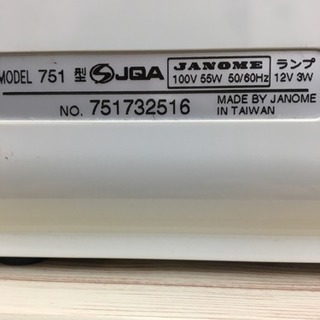 MODEL 751 型 S JQA JANOME ランプ
100V 55W 50/60Hz 12V 3W
NO. 751732516 MADE BY JANOME
IN TAIWAN